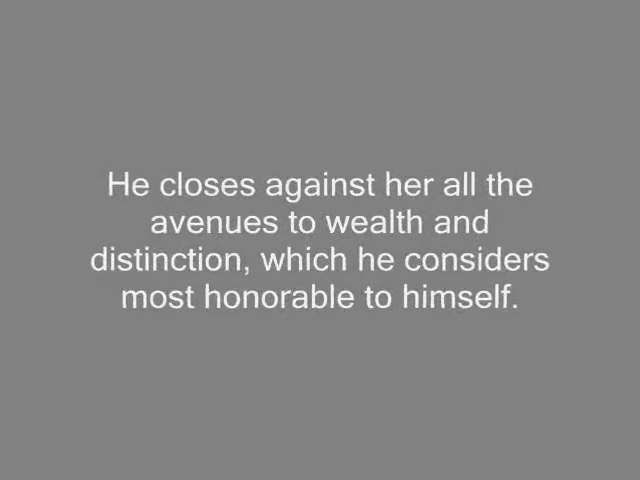 He closes against her all the
avenues to wealth and
distinction, which he considers
most honorable to himself.